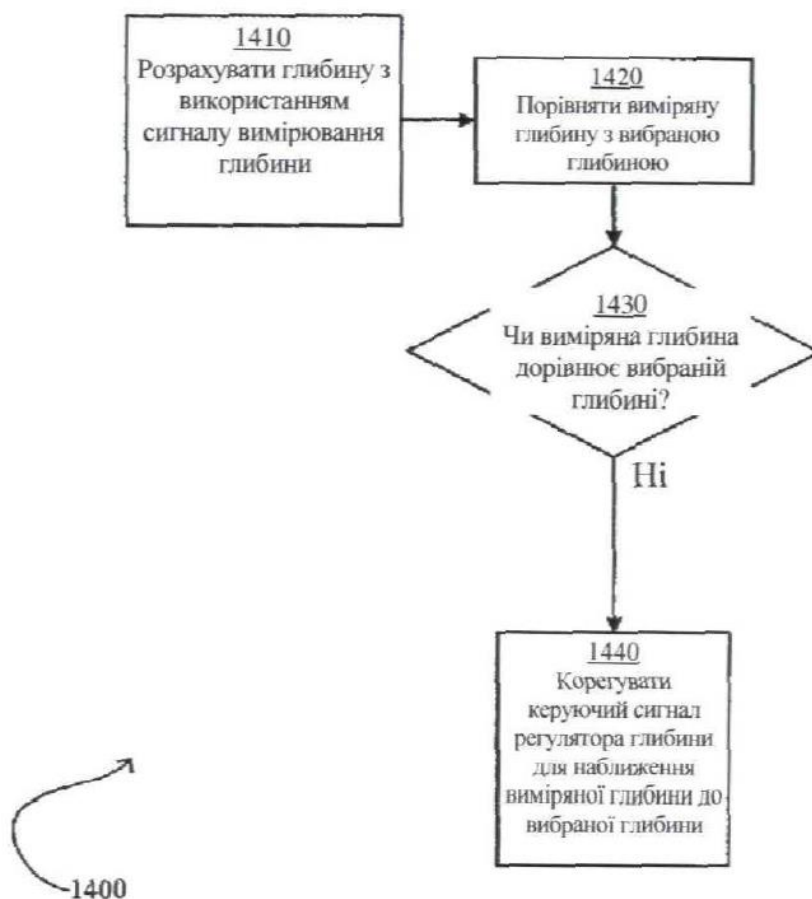 1410
Розрахувати глибину з
використанням
сигналу вимірювання
глибини
1420
Порівняти виміряну
глибину з вибраною
глибиною
1430
Чи виміряна глибина
дорівнює вибраній
глибині?
Ні
1440
Корегувати
керуючий сигнал
регулятора глибини
для наближення
виміряної глибини до
вибраної глибини
1400